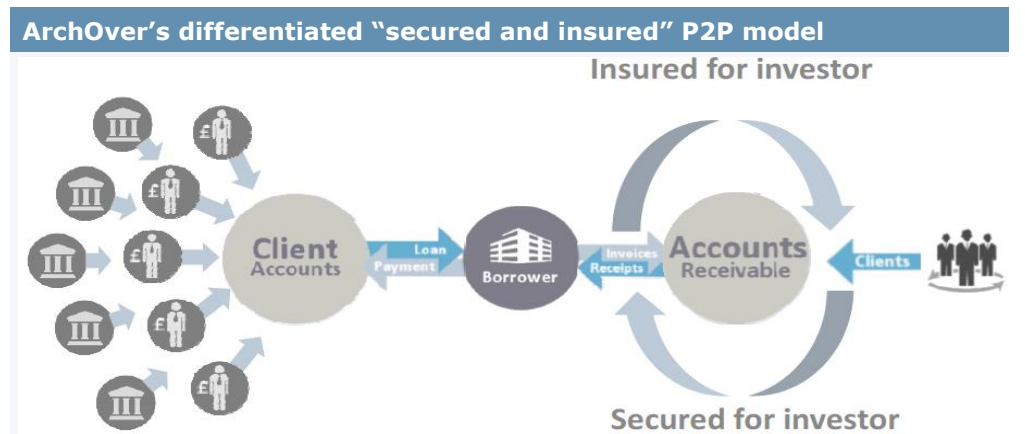 ArchOver’s differentiated “secured and insured” P2P model
Insured for investor
£
£
£
£
£
Client
Accounts
Loan
Payment
Borrower
Invoices
Receipts
Accounts
Receivable
Clients
Secured for investor